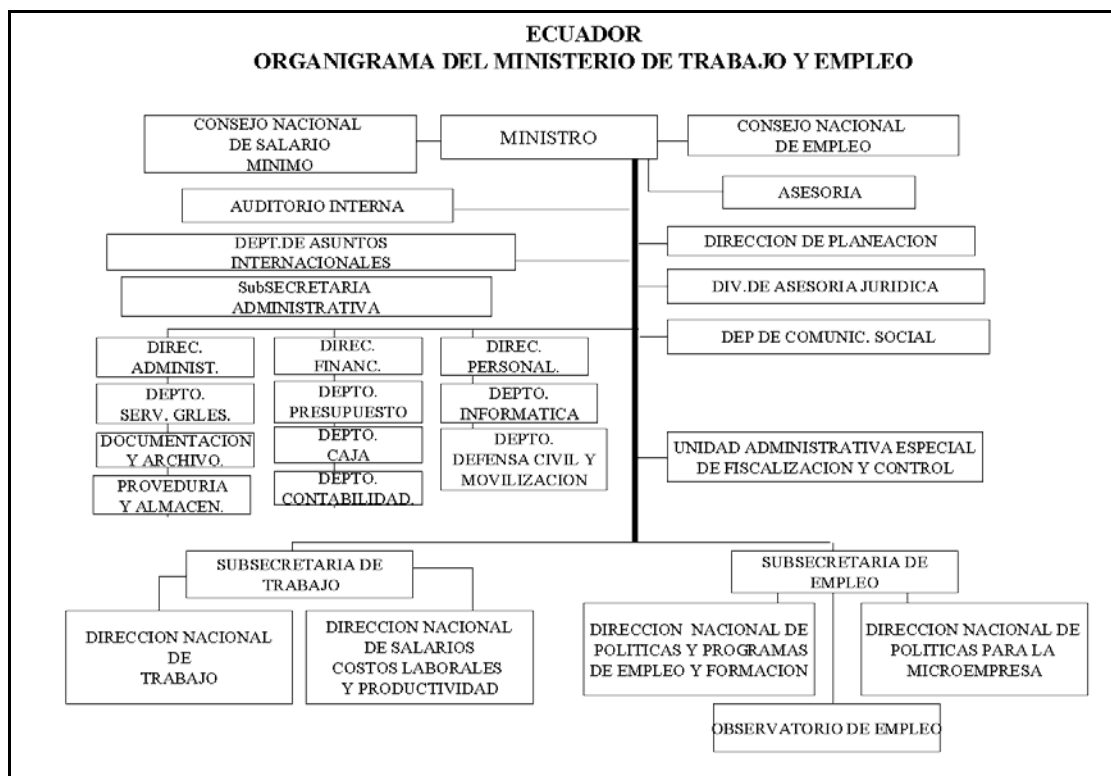 ECUADOR
ORGANIGRAMA DEL MINISTERIO DE TRABAJO Y EMPLEO
CONSEJO NACIONAL
DE SALARIO
MINIMO
MINISTRO
CONSEJO NACIONAL
DE EMPLEO
ASESORIA
AUDITORIO INTERNA
DEPT.DE ASUNTOS
INTERNACIONALES
DIRECCION DE PLANEACION
SubSECRETARIA
ADMINISTRATIVA
DIV.DE ASESORIA JURIDICA
DEP DE COMUNIC. SOCIAL
DIREC.
ADMINIST.
DEPTO.
SERV. GRLES.
DOCUMENTACION
Y ARCHIVO.
PROVEDURIA
Y ALMACEN.
DIREC.
FINANC.
DEPTO.
PRESUPUESTO
DEPTO.
CAJA
DEPTO.
CONTABILIDAD.
DIREC.
PERSONAL.
DEPTO.
INFORMATICA
DEPTO.
DEFENSA CIVIL Y
MOVILIZACION
UNIDAD ADMINISTRATIVA ESPECIAL
DE FISCALIZACION Y CONTROL
SUBSECRETARIA DE
TRABAJO
SUBSECRETARIA DE
EMPLEO
DIRECCION NACIONAL
DE
TRABAJO
DIRECCION NACIONAL
DE SALARIOS
COSTOS LABORALES
Y PRODUCTIVIDAD
DIRECCION NACIONAL DE
POLITICAS Y PROGRAMAS
DE EMPLEO Y FORMACION
DIRECCION NACIONAL DE
POLITICAS PARA LA
MICROEMPRESA
OBSERVATORIO DE EMPLEO